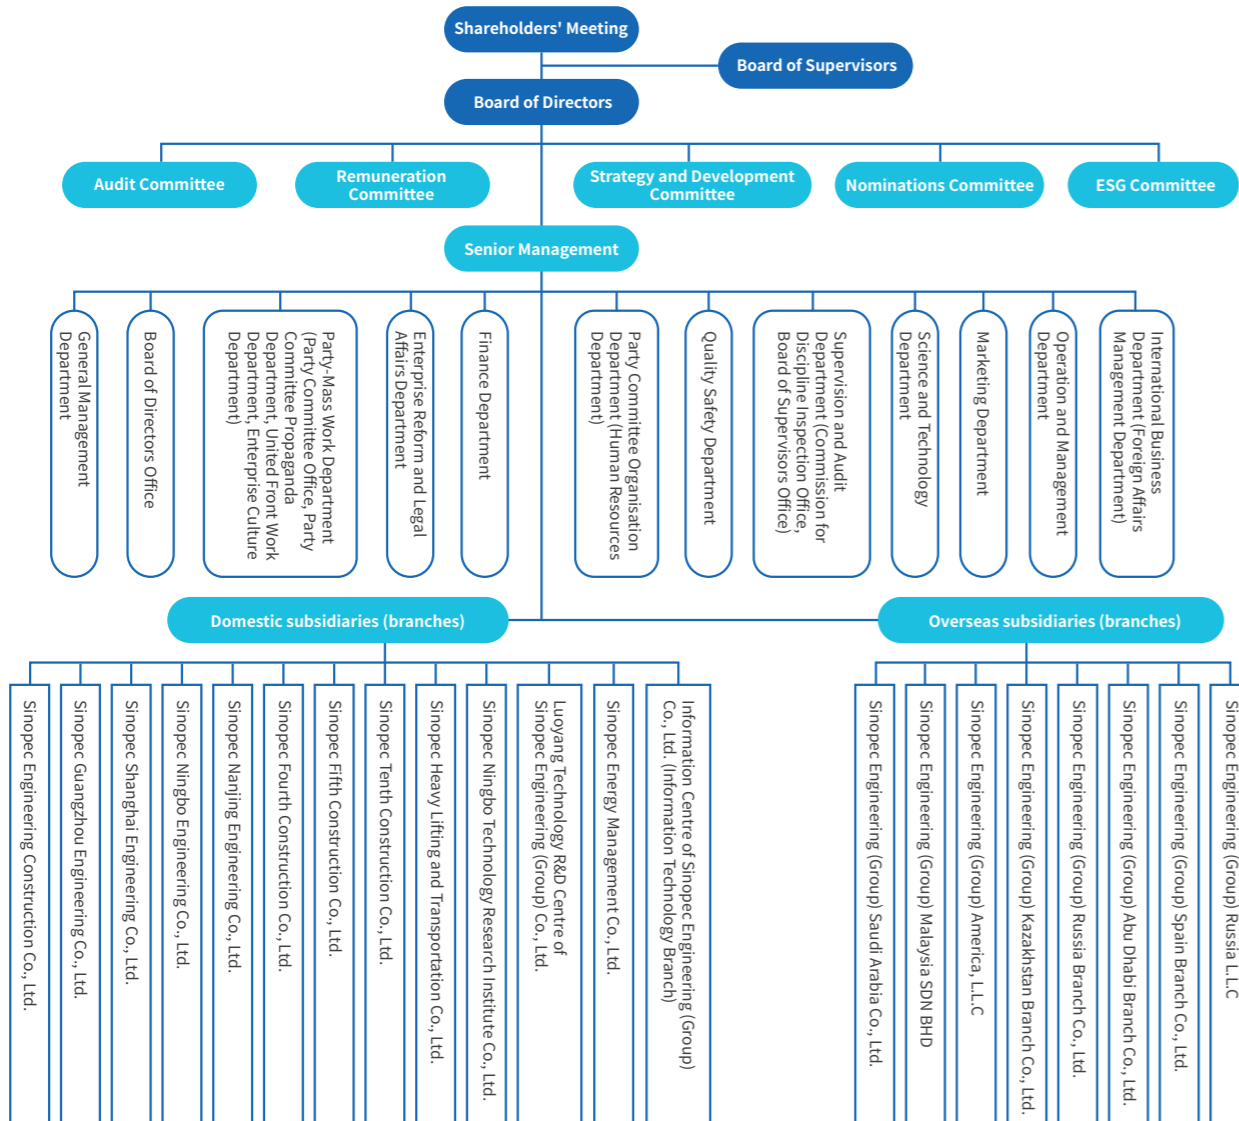 Shareholders' Meeting
Board of Supervisors
Board of Directors
Audit Committee
Remuneration
Committee
Strategy and Development
Committee
Nominations Committee
ESG Committee
Senior Management
General Management
Department
Board of Directors Office
Party-Mass Work Department
(Party Committee Office, Party
Committee Propaganda
Department, United Front Work
Department, Enterprise Culture
Department)
Enterprise Reform and Legal
Affairs Department
Finance Department
Party Committee Organisation
Department (Human Resources
Department)
Quality Safety Department
Supervision and Audit
Department (Commission for
Discipline Inspection Office,
Board of Supervisors Office)
Science and Technology
Department
Marketing Department
Operation and Management
Department
International Business
Department (Foreign Affairs
Management Department)
Domestic subsidiaries (branches)
Overseas subsidiaries (branches)
Sinopec Engineering Construction Co., Ltd.
Sinopec Guangzhou Engineering Co., Ltd.
Sinopec Shanghai Engineering Co., Ltd.
Sinopec Ningbo Engineering Co., Ltd.
Sinopec Nanjing Engineering Co., Ltd.
Sinopec Fourth Construction Co., Ltd.
Sinopec Fifth Construction Co., Ltd.
Sinopec Tenth Construction Co., Ltd.
Sinopec Heavy Lifting and Transportation Co., Ltd.
Sinopec Ningbo Technology Research Institute Co., Ltd.
Luoyang Technology R&D Centre of
Sinopec Engineering (Group) Co., Ltd.
Sinopec Energy Management Co., Ltd.
Information Centre of Sinopec Engineering (Group)
Co., Ltd. (Information Technology Branch)
Sinopec Engineering (Group) Saudi Arabia Co., Ltd.
Sinopec Engineering (Group) Malaysia SDN BHD
Sinopec Engineering (Group) America, L.L.C
Sinopec Engineering (Group) Kazakhstan Branch Co., Ltd.
Sinopec Engineering (Group) Russia Branch Co., Ltd.
Sinopec Engineering (Group) Abu Dhabi Branch Co., Ltd.
Sinopec Engineering (Group) Spain Branch Co., Ltd.
Sinopec Engineering (Group) Russia L.L.C